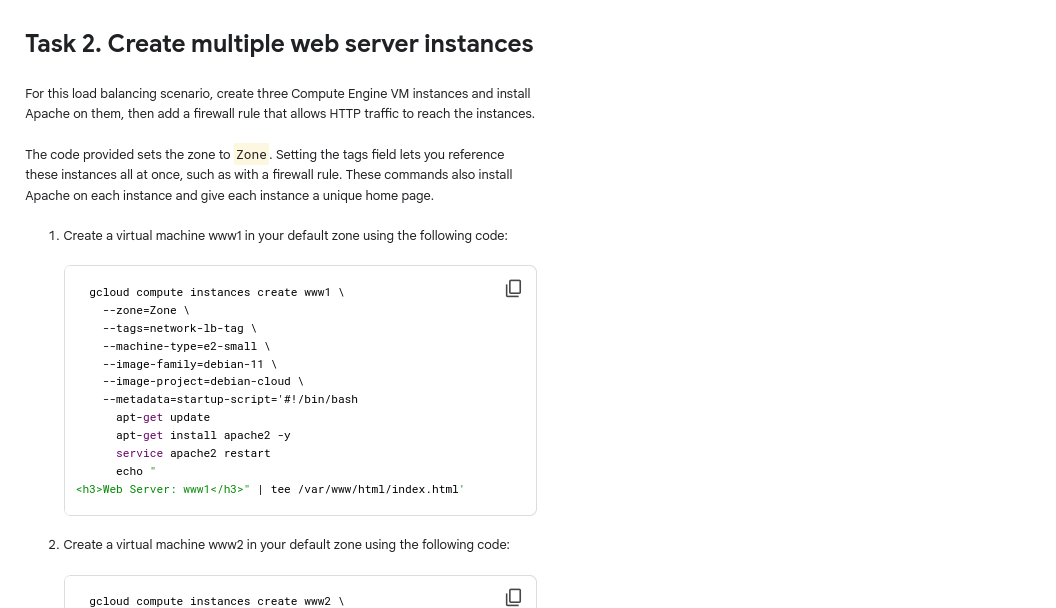 Task 2. Create multiple web server instances
For this load balancing scenario, create three Compute Engine VM instances and install
Apache on them, then add a firewall rule that allows HTTP traffic to reach the instances.
The code provided sets the zone to Zone. Setting the tags field lets you reference
these instances all at once, such as with a firewall rule. These commands also install
Apache on each instance and give each instance a unique home page.
1. Create a virtual machine www1 in your default zone using the following code:
gcloud compute instances create www1 \
--zone=Zone \
--tags=network-lb-tag \
--machine-type=e2-small \
--image-family=debian-11 \
--image-project=debian-cloud \
--metadata=startup-script='#!/bin/bash
apt-get update
apt-get install apache2 -y
service apache2 restart
echo "
<h3>Web Server: www1</h3>" | tee /var/www/html/index.html'
2. Create a virtual machine www2 in your default zone using the following code:
gcloud compute instances create www2 \